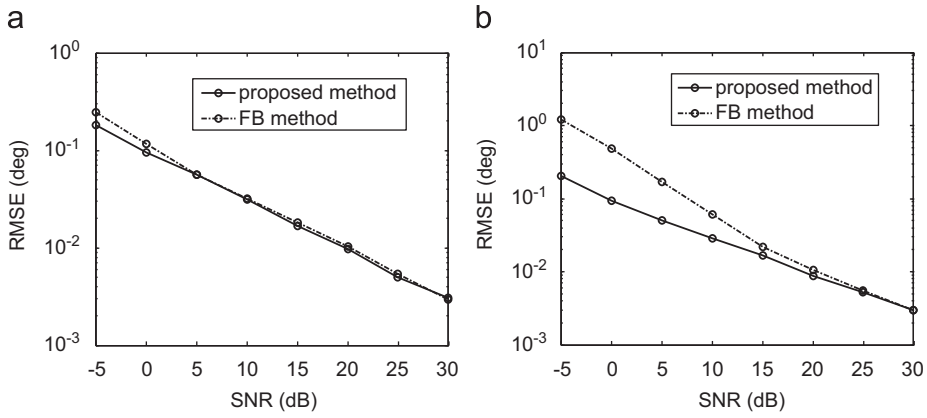 a
10^0
10^-1
10^-2
10^-3
RMSE (deg)
proposed method
FB method
-5 0 5 10 15 20 25 30
SNR (dB)
b
10^1
10^0
10^-1
10^-2
10^-3
RMSE (deg)
proposed method
FB method
-5 0 5 10 15 20 25 30
SNR (dB)